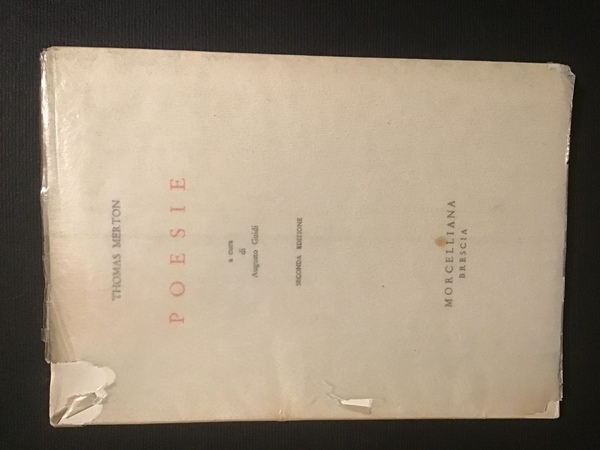 THOMAS MERTON
POESIE
a cura
di
Augusto Guidi
SECONDA EDIZIONE
MORCELLIANA
BRESCIA